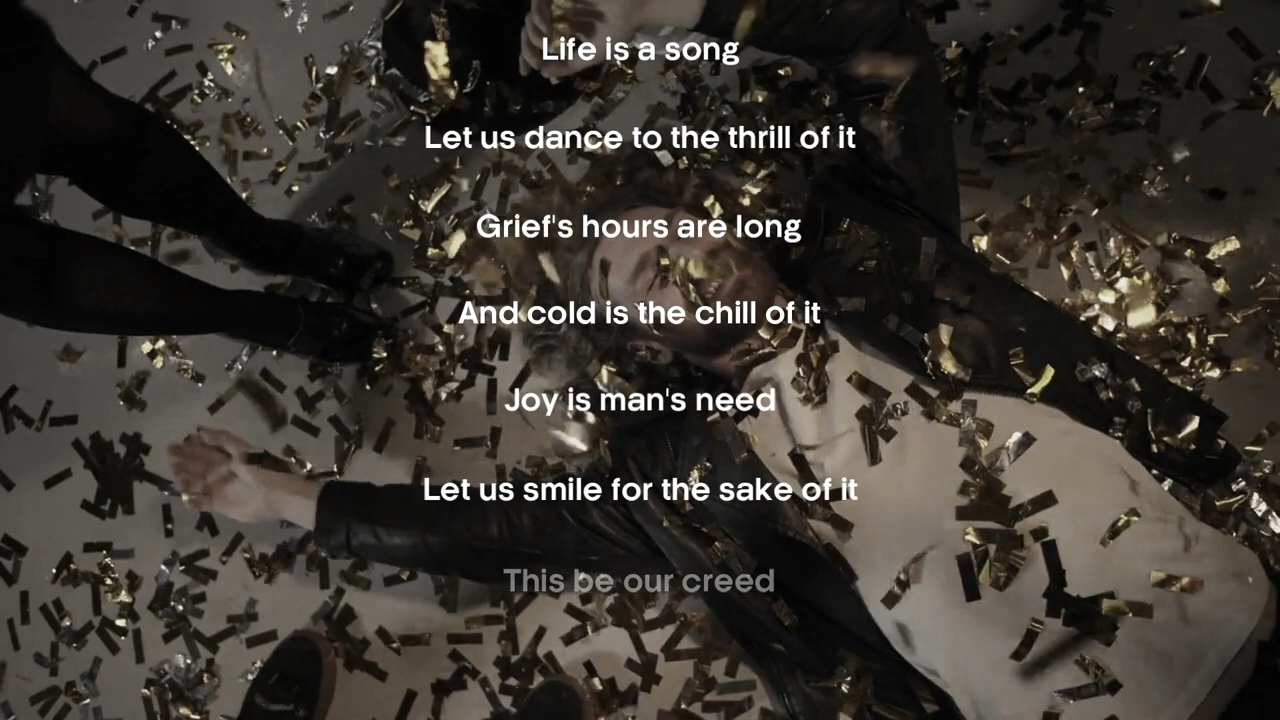 Life is a song
Let us dance to the thrill of it
Grief's hours are long
And cold is the chill of it
Joy is man's need
Let us smile for the sake of it
This be our creed